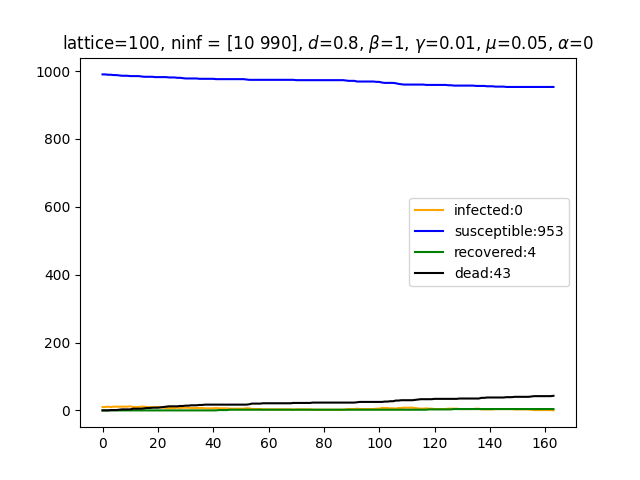 lattice=100, ninf = [10 990], d=0.8, β=1, γ=0.01, μ=0.05, α=0
1000
800
600
400
200
0
infected:0
susceptible:953
recovered:4
dead:43
0 20 40 60 80 100 120 140 160